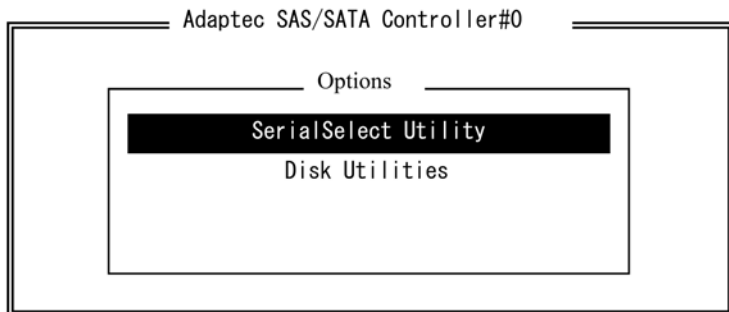 Adaptec SAS/SATA Controller#0
Options
SerialSelect Utility
Disk Utilities